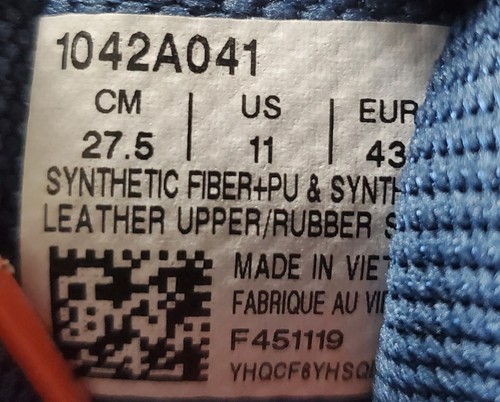 1042A041
CM | US | EUR
27.5 | 11 | 43
SYNTHETIC FIBER+PU & SYNTH
LEATHER UPPER/RUBBER S
MADE IN VIET
FABRIQUE AU VIE
F451119
YHQCF6YHSQ